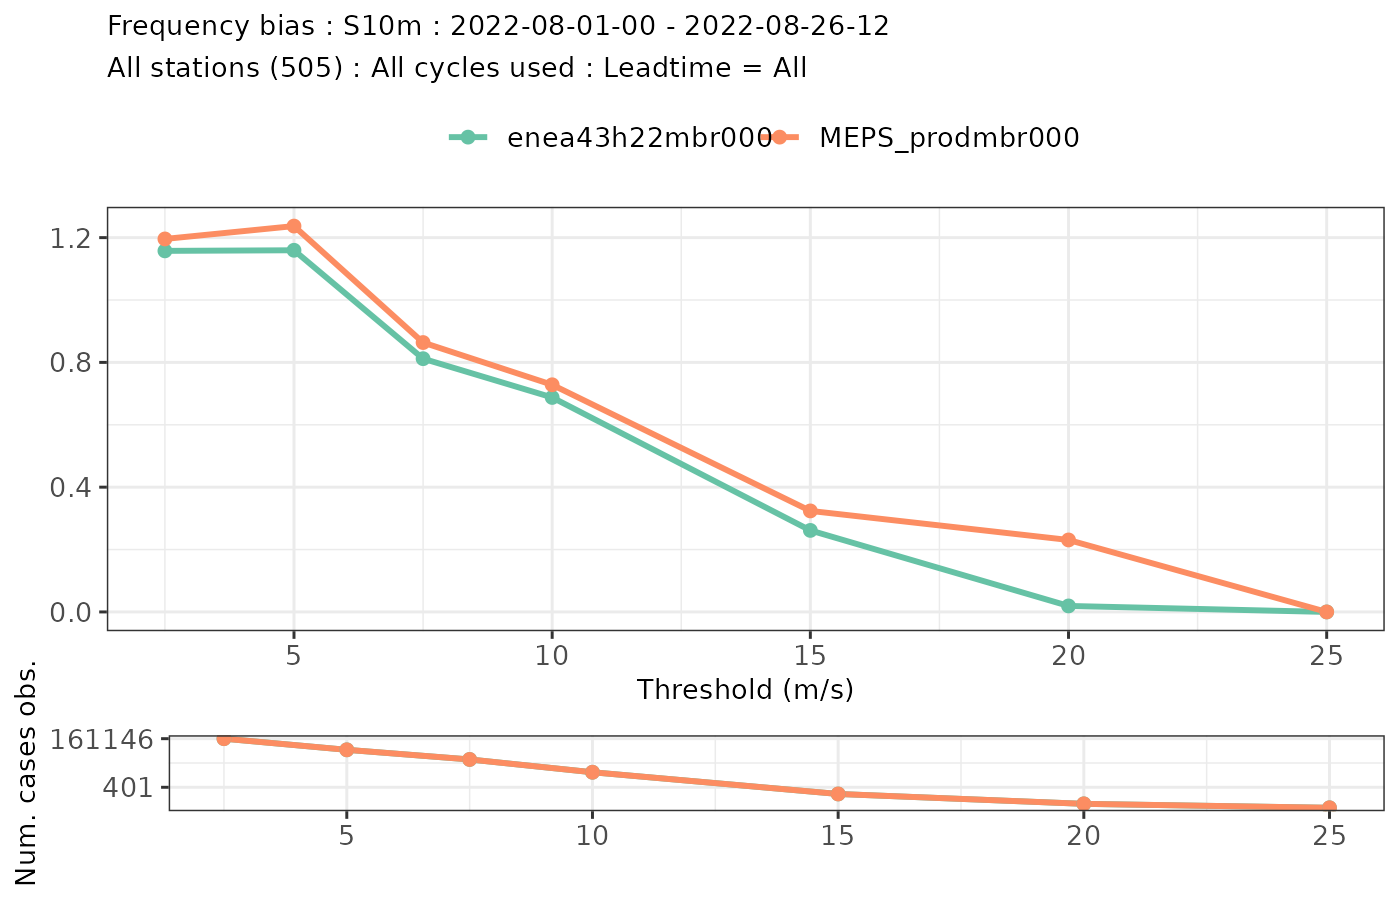 Frequency bias : S10m : 2022-08-01-00 - 2022-08-26-12
All stations (505) : All cycles used : Leadtime = All
enea43h22mbr000 MEPS_prodmbr000
1.2
0.8
0.4
0.0
5 10 15 20 25
Threshold (m/s)
Num. cases obs.
161146
401
5 10 15 20 25